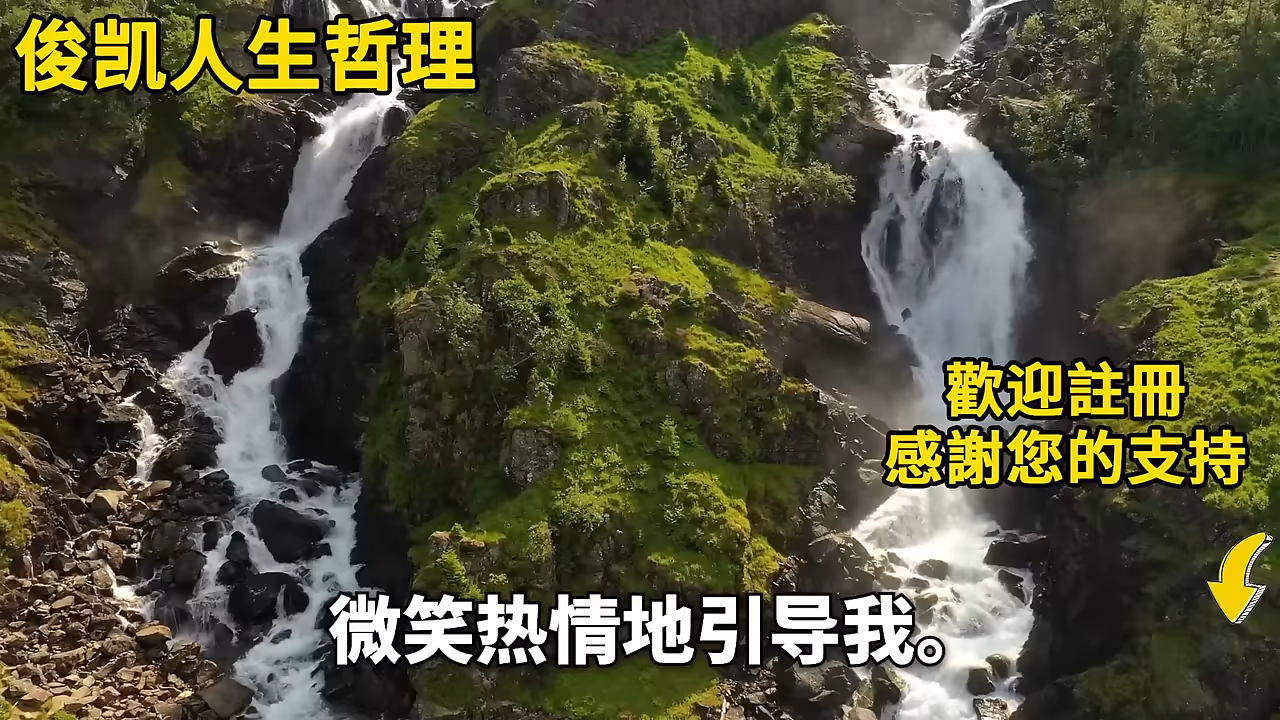 俊凯人生哲理
歡迎註冊
感謝您的支持
微笑热情地引导我。